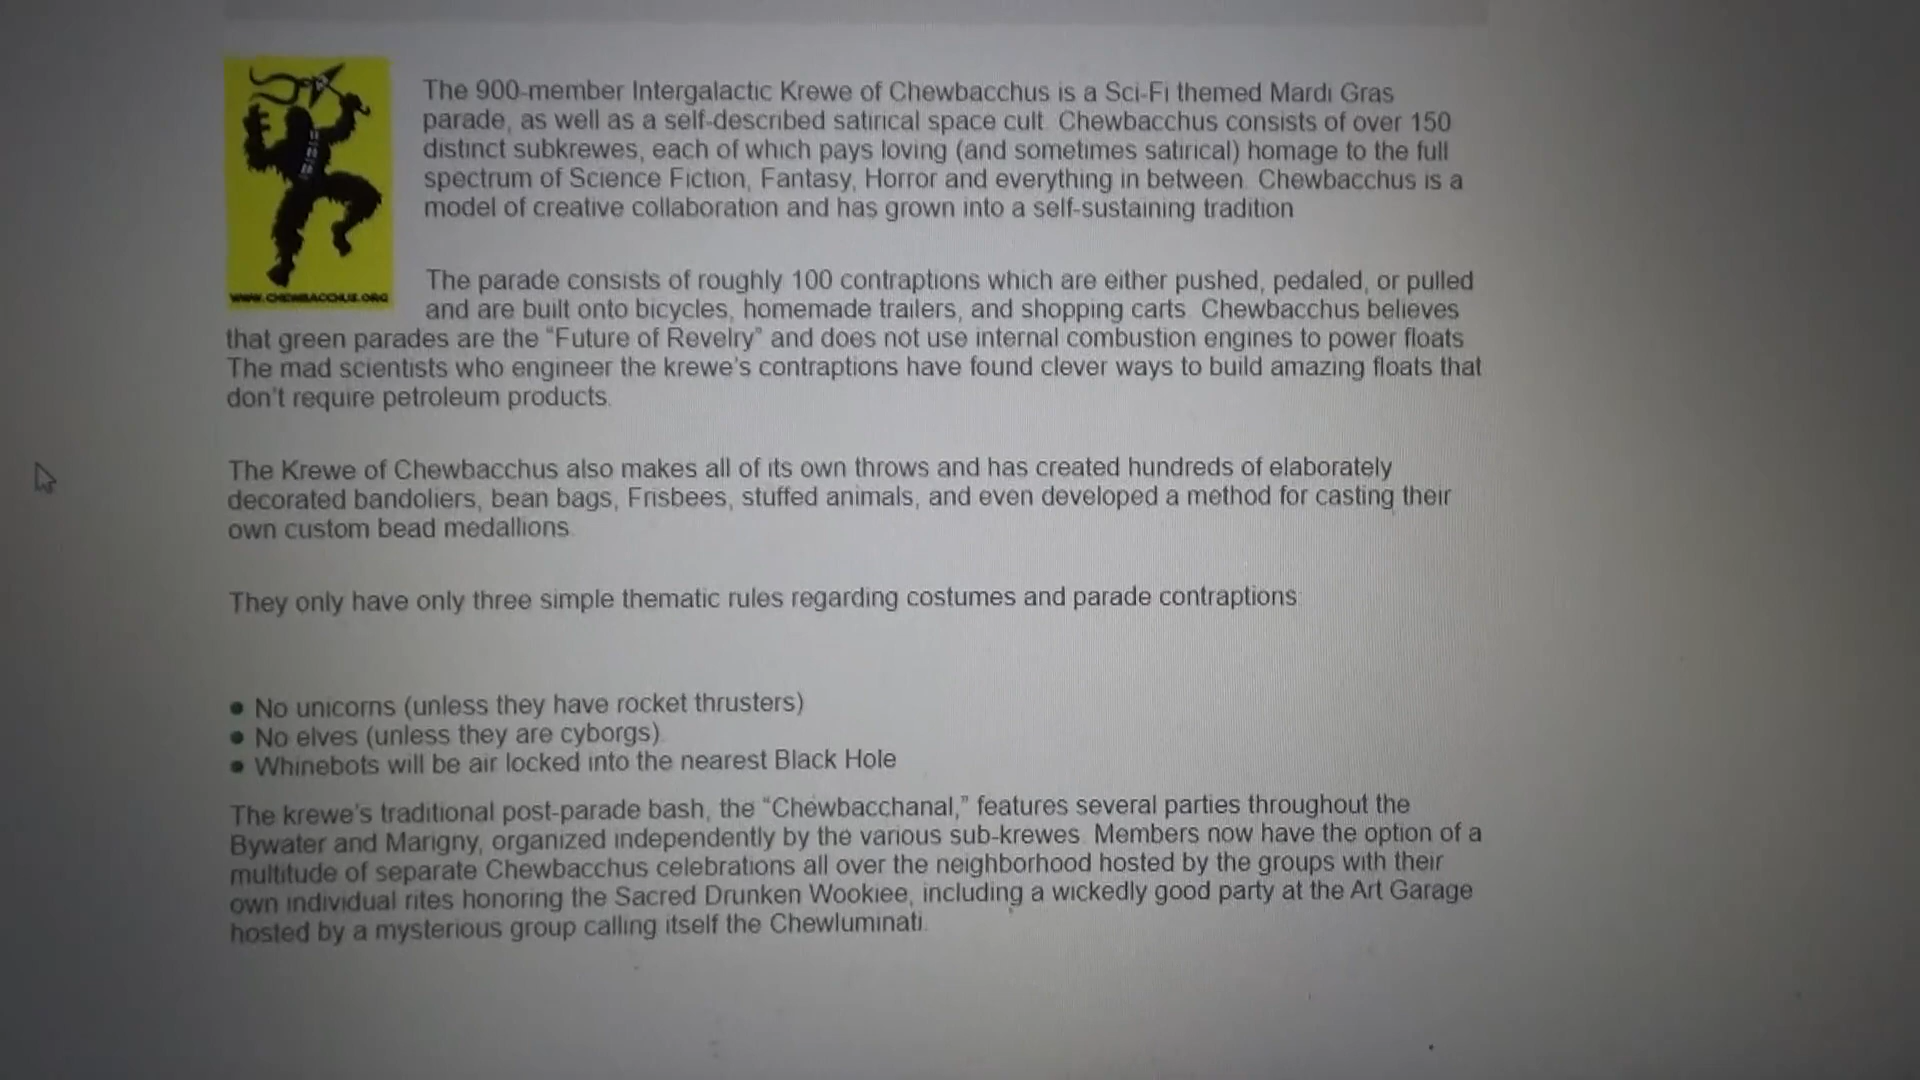 The 900-member Intergalactic Krewe of Chewbacchus is a Sci-Fi themed Mardi Gras
parade, as well as a self-described satirical space cult. Chewbacchus consists of over 150
distinct subkrewes, each of which pays loving (and sometimes satirical) homage to the full
spectrum of Science Fiction, Fantasy, Horror and everything in between. Chewbacchus is a
model of creative collaboration and has grown into a self-sustaining tradition
WWW.CHEWBACCHUS.ORG
The parade consists of roughly 100 contraptions which are either pushed, pedaled, or pulled
and are built onto bicycles, homemade trailers, and shopping carts. Chewbacchus believes
that green parades are the “Future of Revelry” and does not use internal combustion engines to power floats.
The mad scientists who engineer the krewe's contraptions have found clever ways to build amazing floats that
don't require petroleum products.
The Krewe of Chewbacchus also makes all of its own throws and has created hundreds of elaborately
decorated bandoliers, bean bags, Frisbees, stuffed animals, and even developed a method for casting their
own custom bead medallions.
They only have only three simple thematic rules regarding costumes and parade contraptions:
• No unicorns (unless they have rocket thrusters)
• No elves (unless they are cyborgs).
• Whinebots will be air locked into the nearest Black Hole
The krewe's traditional post-parade bash, the “Chewbacchanal,” features several parties throughout the
Bywater and Marigny, organized independently by the various sub-krewes. Members now have the option of a
multitude of separate Chewbacchus celebrations all over the neighborhood hosted by the groups with their
own individual rites honoring the Sacred Drunken Wookiee, including a wickedly good party at the Art Garage
hosted by a mysterious group calling itself the Chewluminati.